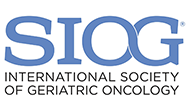 SIOG®
INTERNATIONAL SOCIETY
OF GERIATRIC ONCOLOGY